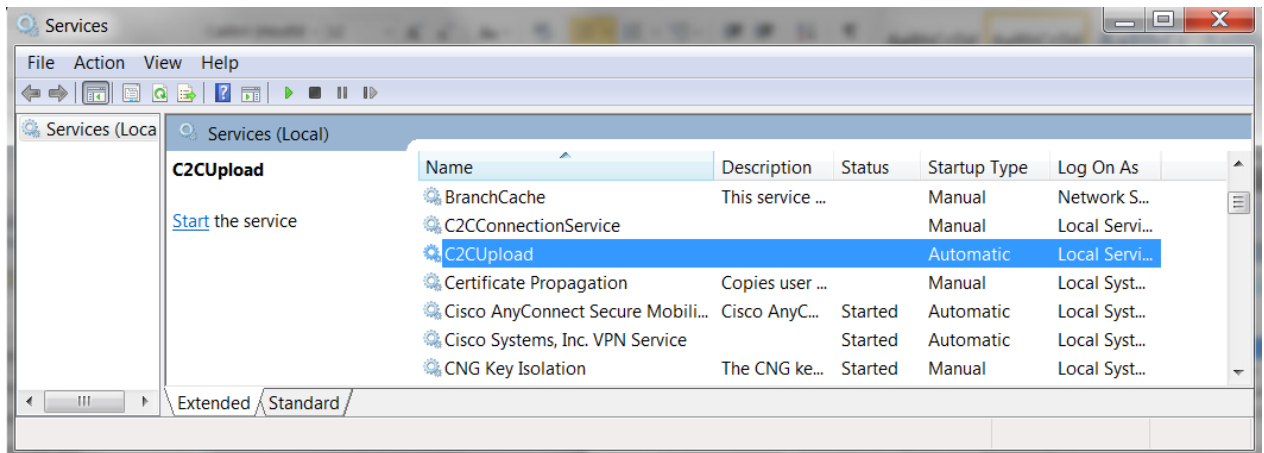 Services
File Action View Help
Services (Loca
Services (Local)
C2CUpload
Start the service
Name Description Status Startup Type Log On As
BranchCache This service ... Manual Network S...
C2CConnectionService Manual Local Servi...
C2CUpload Automatic Local Servi...
Certificate Propagation Copies user ... Manual Local Syst...
Cisco AnyConnect Secure Mobili... Cisco AnyC... Started Automatic Local Syst...
Cisco Systems, Inc. VPN Service Started Automatic Local Syst...
CNG Key Isolation The CNG ke... Started Manual Local Syst...
Extended Standard